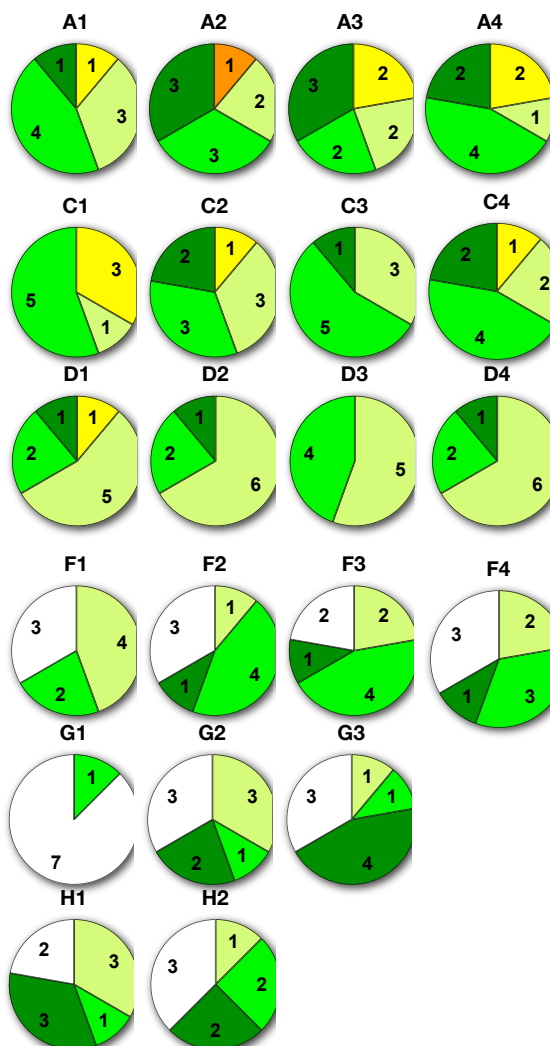 A1 A2 A3 A4
1 1 3 4
1 2 3 3
2 2 2 3
2 1 4 2
C1 C2 C3 C4
3 1 5
1 3 3 2
3 5 1
1 2 4 2
D1 D2 D3 D4
1 5 2 1
6 2 1
5 4
6 2 1
F1 F2 F3 F4
4 2 3
1 4 1 3
2 4 1 2
2 3 1 3
G1 G2 G3
1 7
3 1 2 3
1 1 4 3
H1 H2
3 1 3 2
1 2 2 3